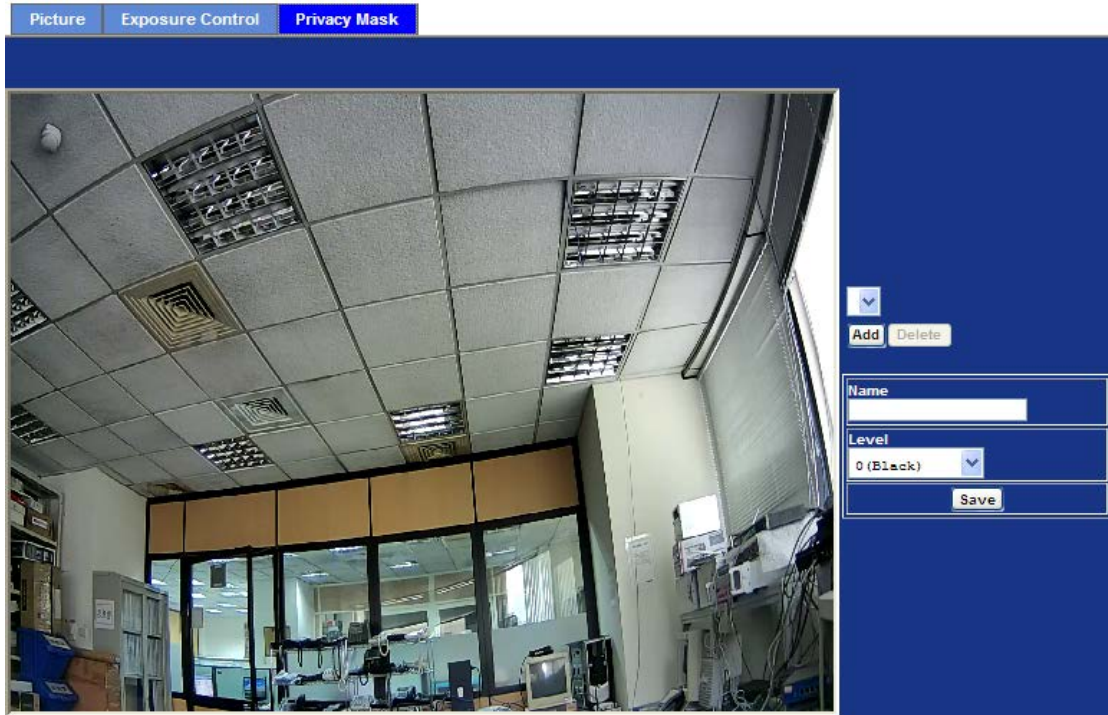 Picture Exposure Control Privacy Mask
Add Delete
Name
Level
0(Black)
Save